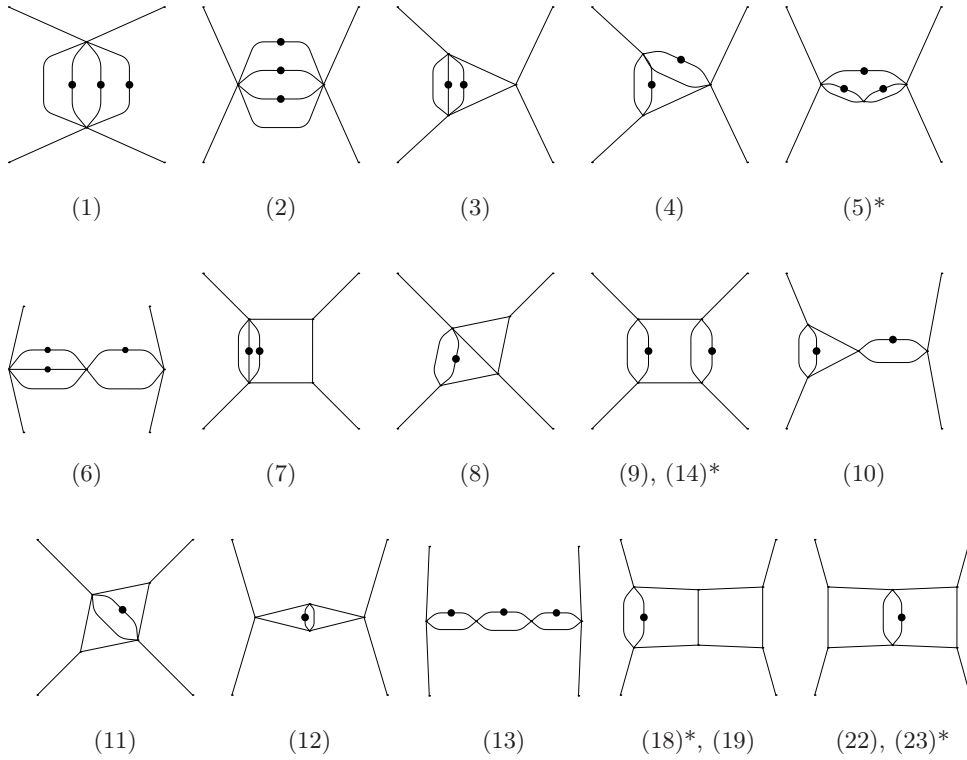 (1) (2) (3) (4) (5)*
(6) (7) (8) (9), (14)* (10)
(11) (12) (13) (18)*, (19) (22), (23)*